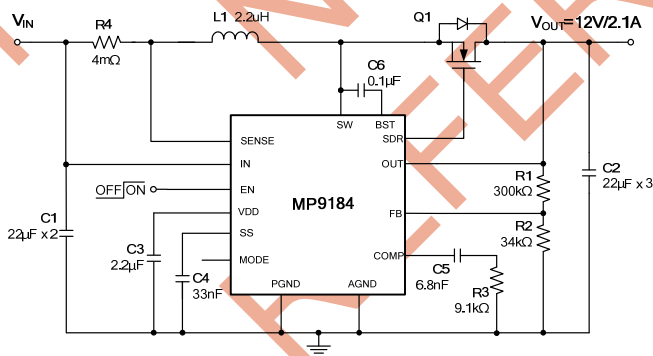 VIN
R4
4mΩ
L1 2.2uH
Q1
VOUT=12V/2.1A
C6
0.1µF
SW
BST
SDR
SENSE
IN
OUT
OFF ON
EN
MP9184
R1
300kΩ
C2
22µF x 3
C1
22µF x 2
VDD
FB
SS
R2
34kΩ
C3
2.2µF
MODE
COMP
C4
33nF
C5
6.8nF
R3
9.1kΩ
PGND
AGND